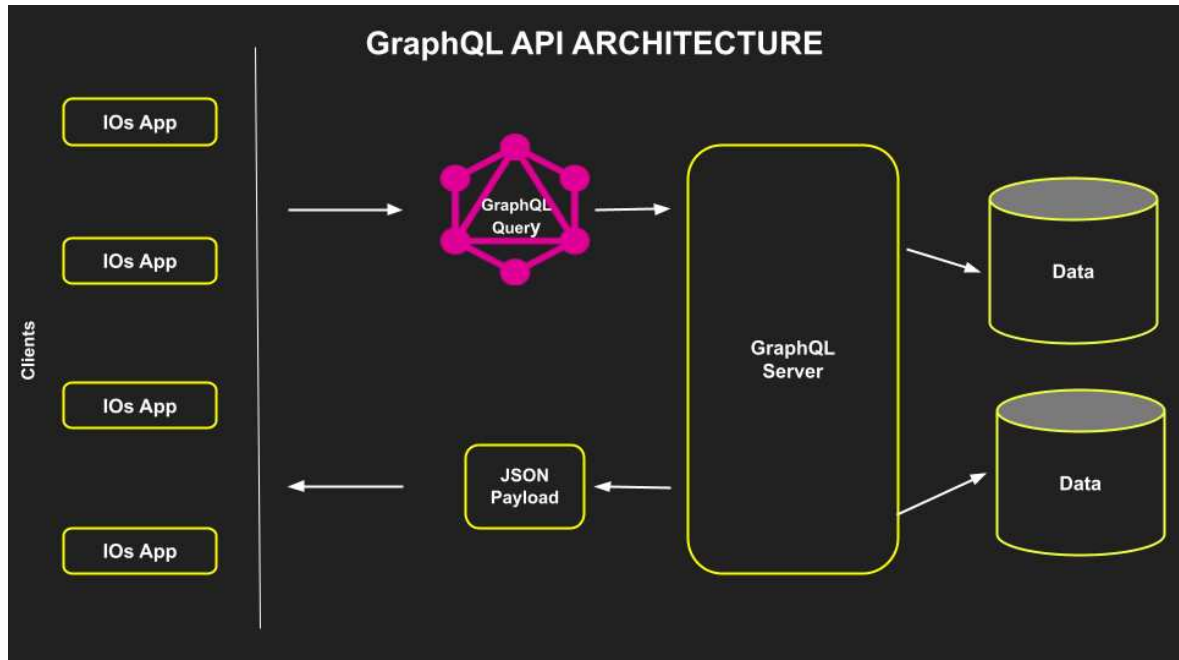 GraphQL API ARCHITECTURE
Clients
IOs App
IOs App
IOs App
IOs App
GraphQL
Query
GraphQL
Server
JSON
Payload
Data
Data